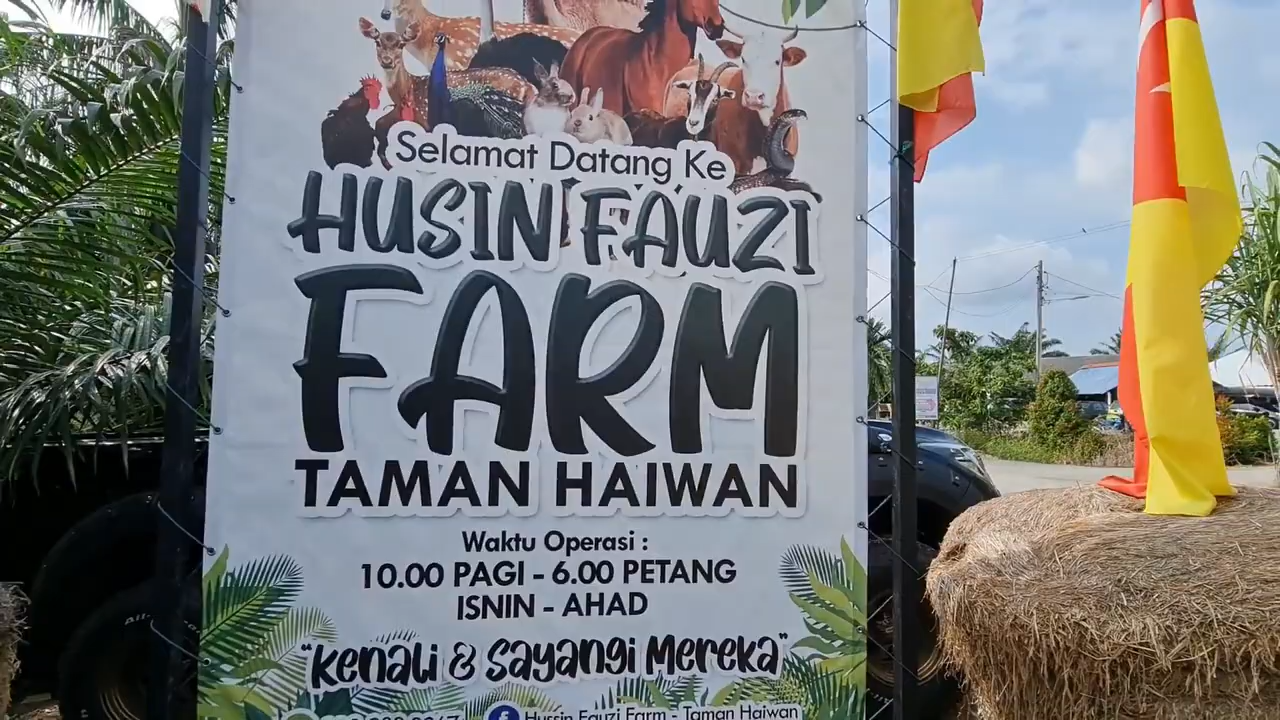 Selamat Datang Ke
HUSIN FAUZI
FARM
TAMAN HAIWAN
Waktu Operasi :
10.00 PAGI - 6.00 PETANG
ISNIN - AHAD
"Kenali & Sayangi Mereka"
Hussin Fauzi Farm - Taman Haiwan